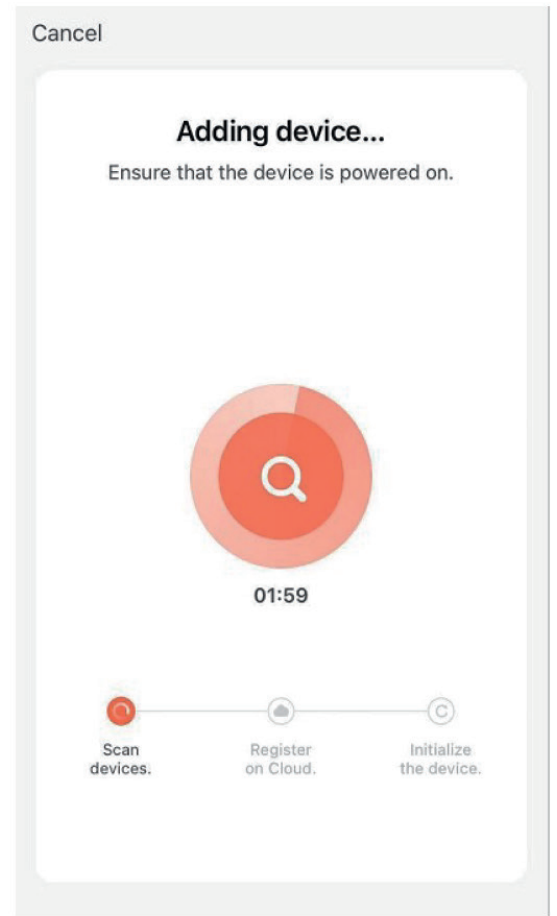 Cancel
Adding device...
Ensure that the device is powered on.
01:59
Scan
devices.
Register
on Cloud.
Initialize
the device.